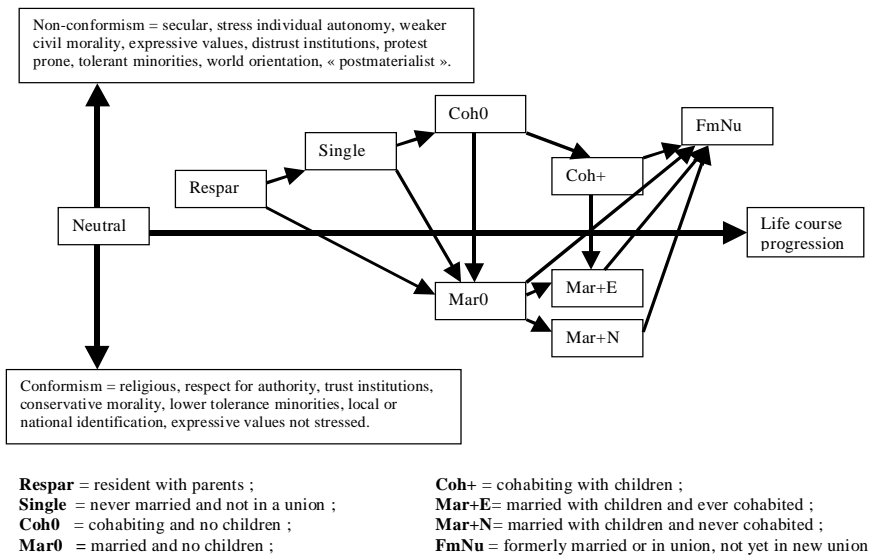 Non-conformism = secular, stress individual autonomy, weaker
civil morality, expressive values, distrust institutions, protest
prone, tolerant minorities, world orientation, « postmaterialist ».
Coh0
FmNu
Single
Coh+
Respar
Neutral
Life course
progression
Mar0
Mar+E
Mar+N
Conformism = religious, respect for authority, trust institutions,
conservative morality, lower tolerance minorities, local or
national identification, expressive values not stressed.
Respar = resident with parents ;
Single = never married and not in a union ;
Coh0 = cohabiting and no children ;
Mar0 = married and no children ;
Coh+ = cohabiting with children ;
Mar+E= married with children and ever cohabited ;
Mar+N= married with children and never cohabited ;
FmNu = formerly married or in union, not yet in new union